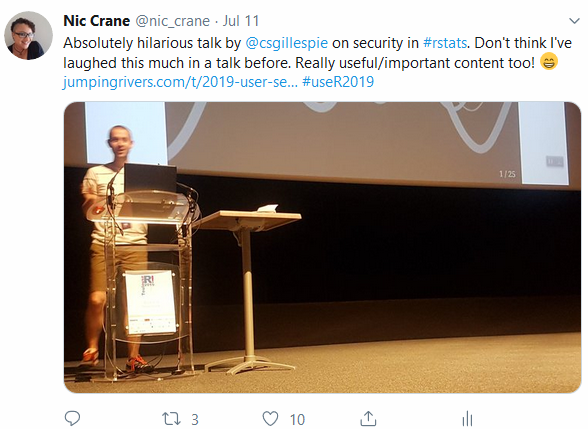 Nic Crane @nic_crane · Jul 11
Absolutely hilarious talk by @csgillespie on security in #rstats. Don't think I've
laughed this much in a talk before. Really useful/important content too! 😄
jumpingrivers.com/t/2019-user-se... #useR2019
1/25
3 10